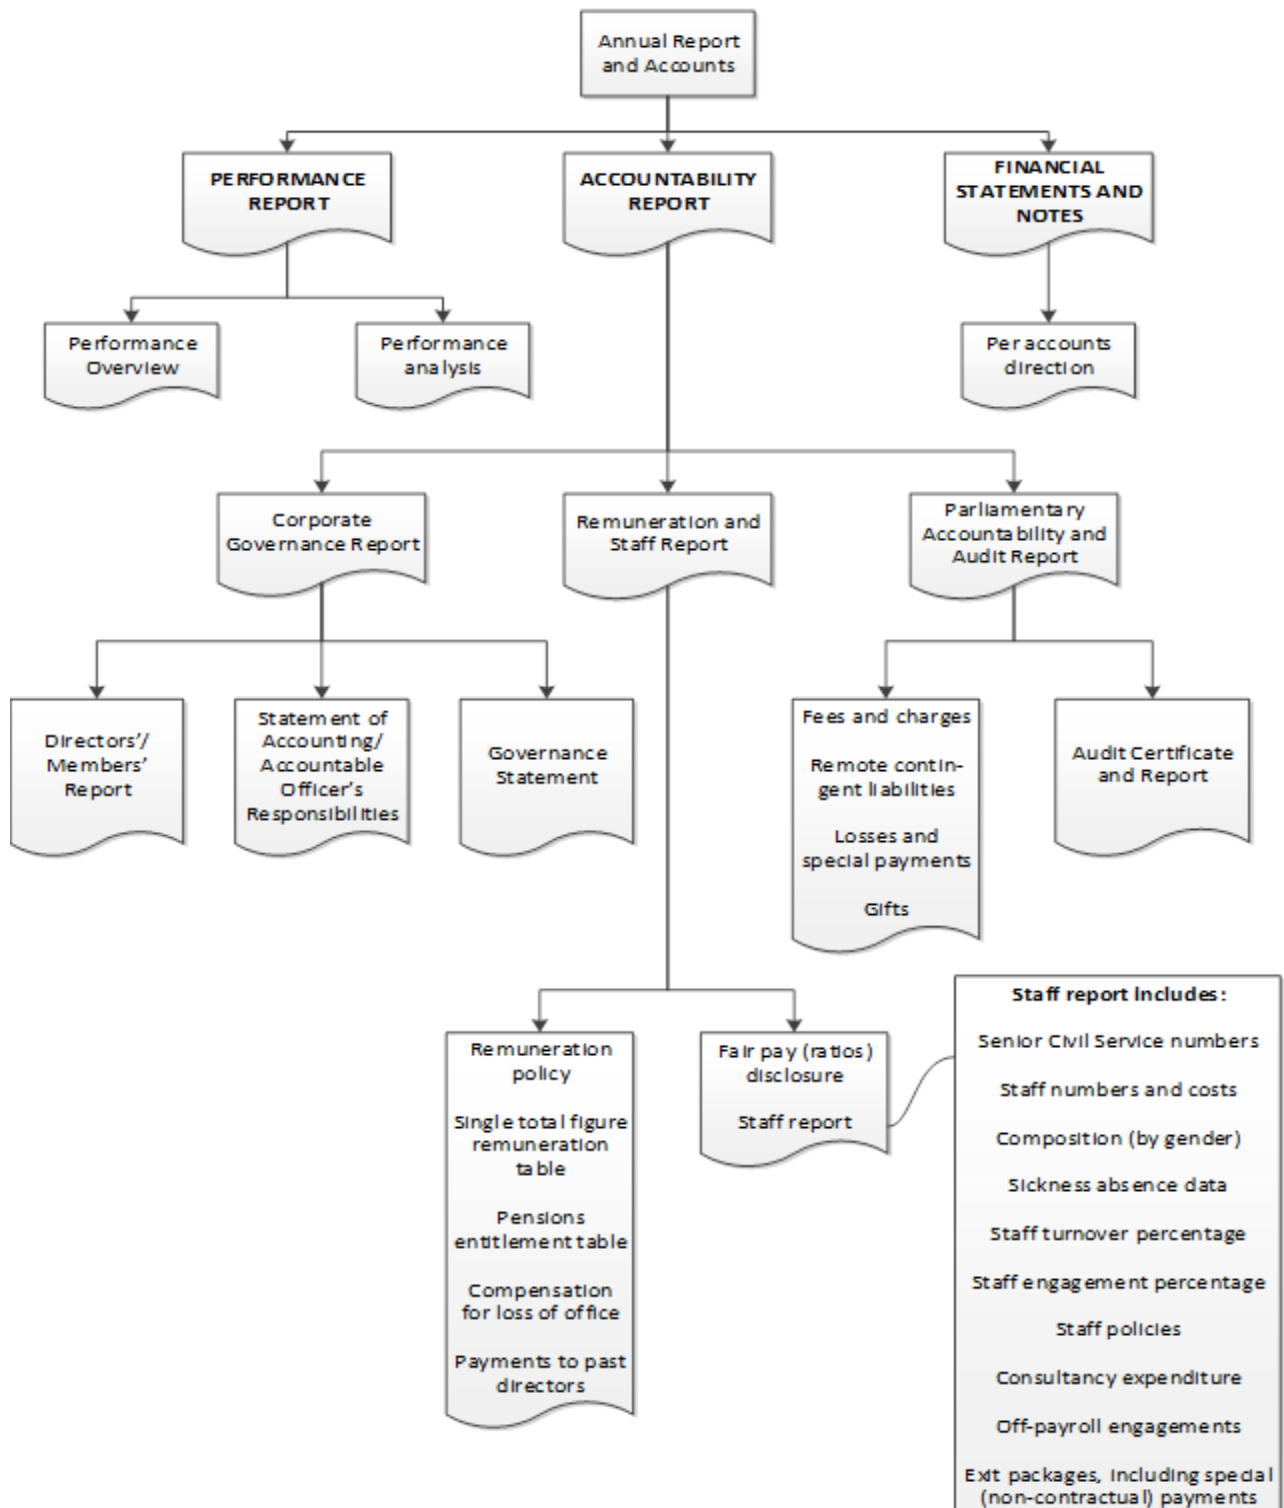 Annual Report
and Accounts
PERFORMANCE
REPORT
ACCOUNTABILITY
REPORT
FINANCIAL
STATEMENTS AND
NOTES
Performance
Overview
Performance
analysis
Per accounts
direction
Corporate
Governance Report
Remuneration and
Staff Report
Parliamentary
Accountability and
Audit Report
Directors’/
Members’
Report
Statement of
Accounting/
Accountable
Officer’s
Responsibilities
Governance
Statement
Fees and charges
Remote contin-
gent liabilities
Losses and
special payments
Gifts
Audit Certificate
and Report
Remuneration
policy
Single total figure
remuneration
table
Pensions
entitlement table
Compensation
for loss of office
Payments to past
directors
Fair pay (ratios)
disclosure
Staff report
Staff report includes:
Senior Civil Service numbers
Staff numbers and costs
Composition (by gender)
Sickness absence data
Staff turnover percentage
Staff engagement percentage
Staff policies
Consultancy expenditure
Off-payroll engagements
Exit packages, including special
(non-contractual) payments